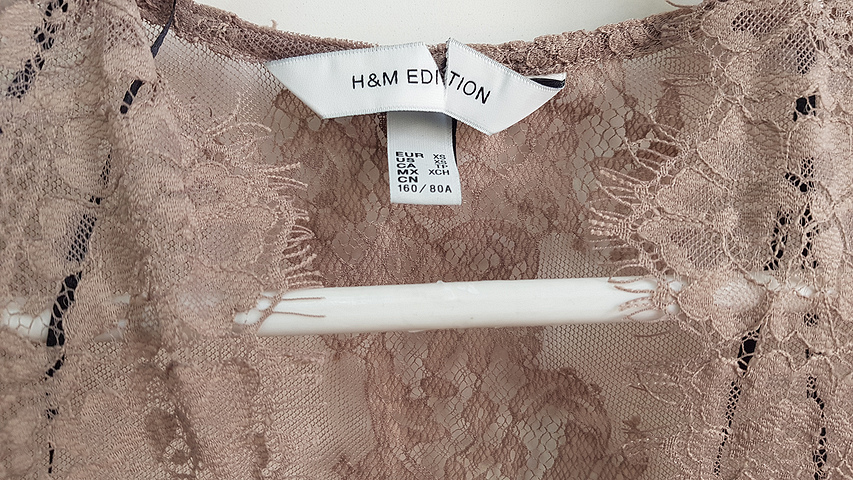 H&M EDITION
EUR XS
US XS
CA TP
MX XCH
CN
160/80A